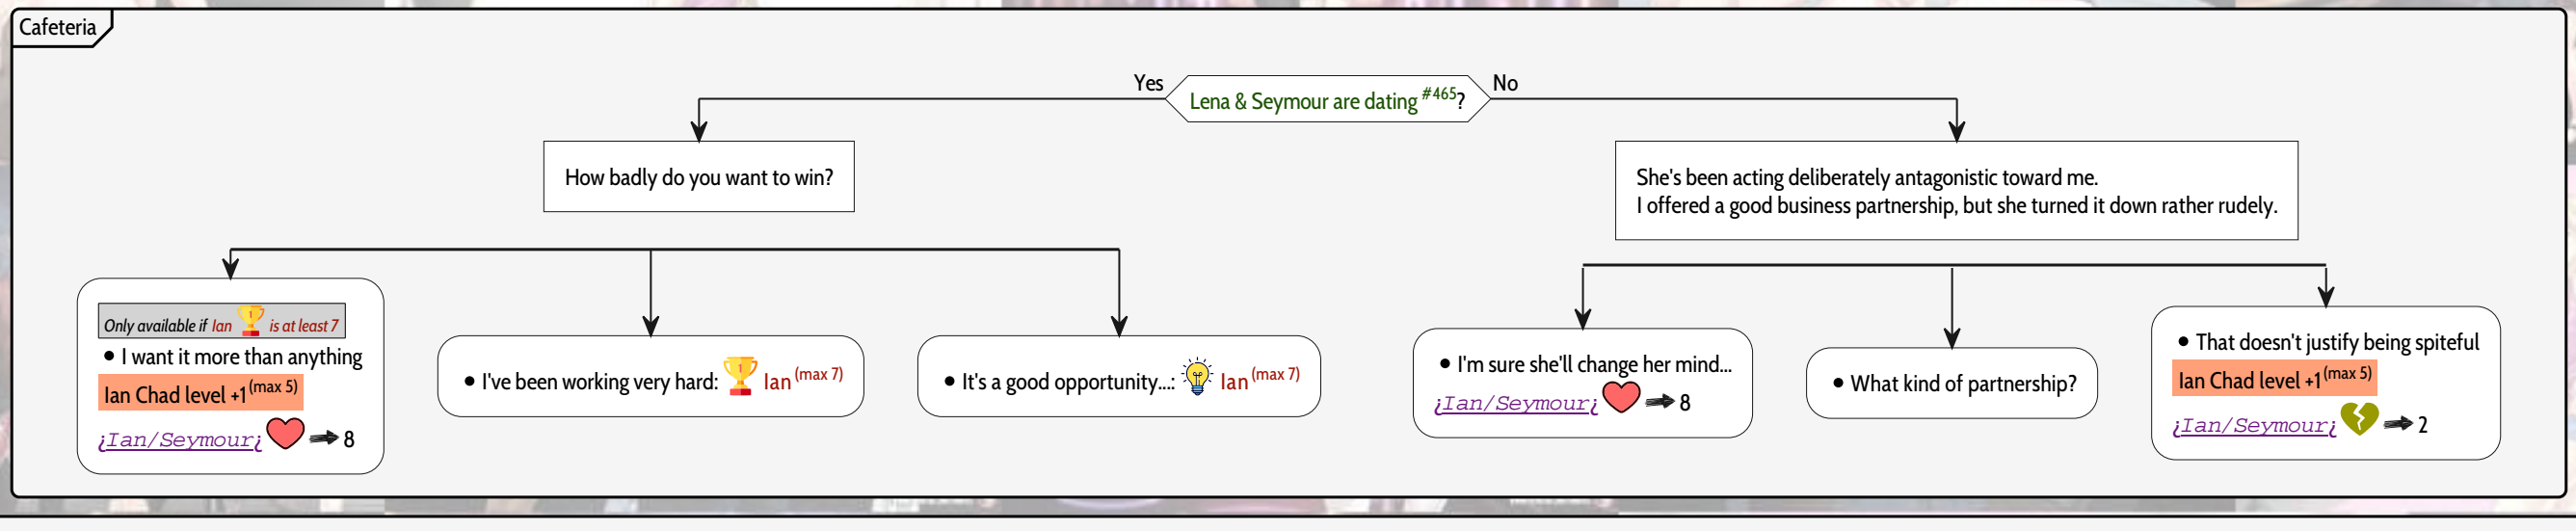 Cafeteria
Yes
Lena & Seymour are dating #465?
No
How badly do you want to win?
She's been acting deliberately antagonistic toward me.
I offered a good business partnership, but she turned it down rather rudely.
Only available if Ian 1 is at least 7
• I want it more than anything
Ian Chad level +1 (max 5)
¿Ian/Seymour¿ → 8
• I've been working very hard: 1 Ian (max 7)
• It's a good opportunity...: Ian (max 7)
• I'm sure she'll change her mind...
¿Ian/Seymour¿ → 8
• What kind of partnership?
• That doesn't justify being spiteful
Ian Chad level +1 (max 5)
¿Ian/Seymour¿ → 2